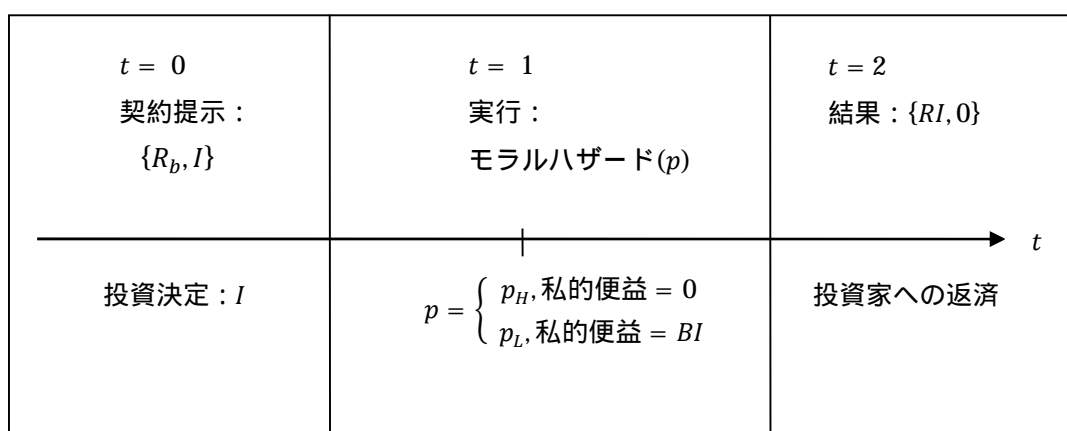 t = 0
契約提示：
{R_b, I}
t = 1
実行：
モラルハザード(p)
t = 2
結果：{RI, 0}
t
投資決定：I
p = { p_H, 私的便益 = 0
p_L, 私的便益 = BI
投資家への返済